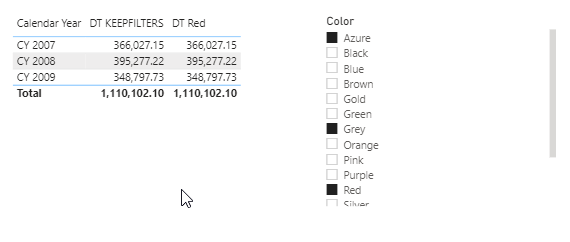 Calendar Year DT KEEPFILTERS DT Red
CY 2007 366,027.15 366,027.15
CY 2008 395,277.22 395,277.22
CY 2009 348,797.73 348,797.73
Total 1,110,102.10 1,110,102.10
Color
Azure
Black
Blue
Brown
Gold
Green
Grey
Orange
Pink
Purple
Red
Silver